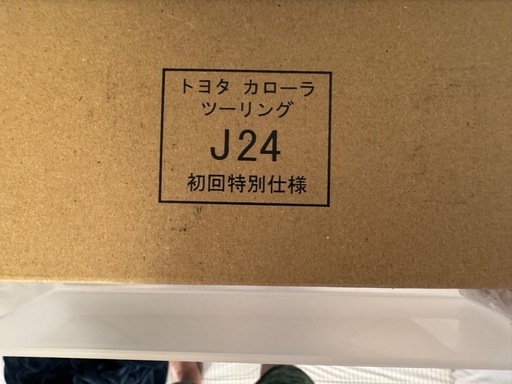 トヨタ カローラ
ツーリング
J24
初回特別仕様